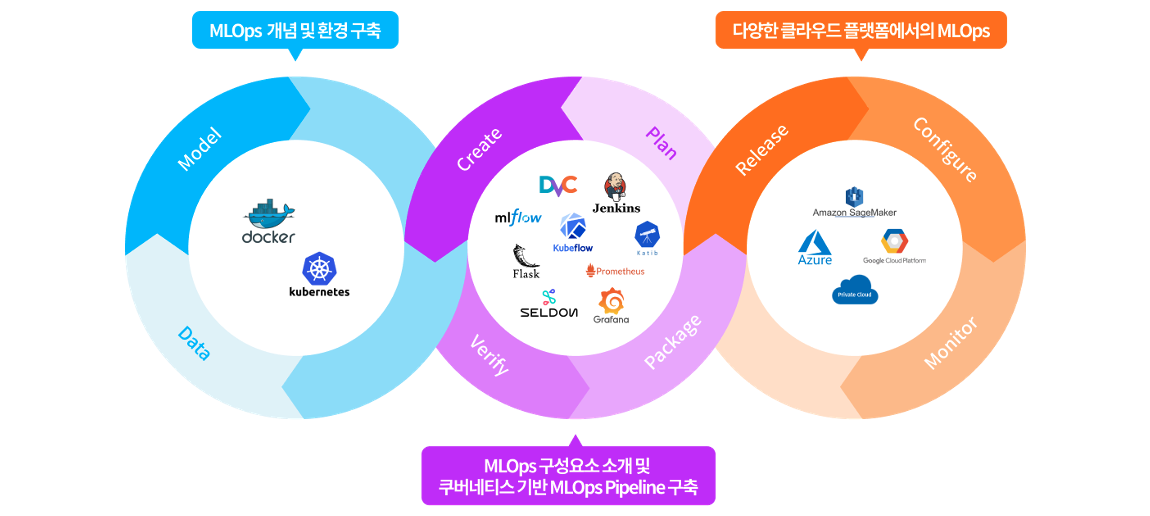 MLOps 개념 및 환경 구축
다양한 클라우드 플랫폼에서의 MLOps
Model
Data
docker
kubernetes
Create
Plan
Verify
Package
DVC
Jenkins
mlflow
Kubeflow
Katib
Flask
Prometheus
SELDON
Grafana
Release
Configure
Monitor
Amazon SageMaker
Azure
Google Cloud Platform
Private Cloud
MLOps 구성요소 소개 및
쿠버네티스 기반 MLOps Pipeline 구축